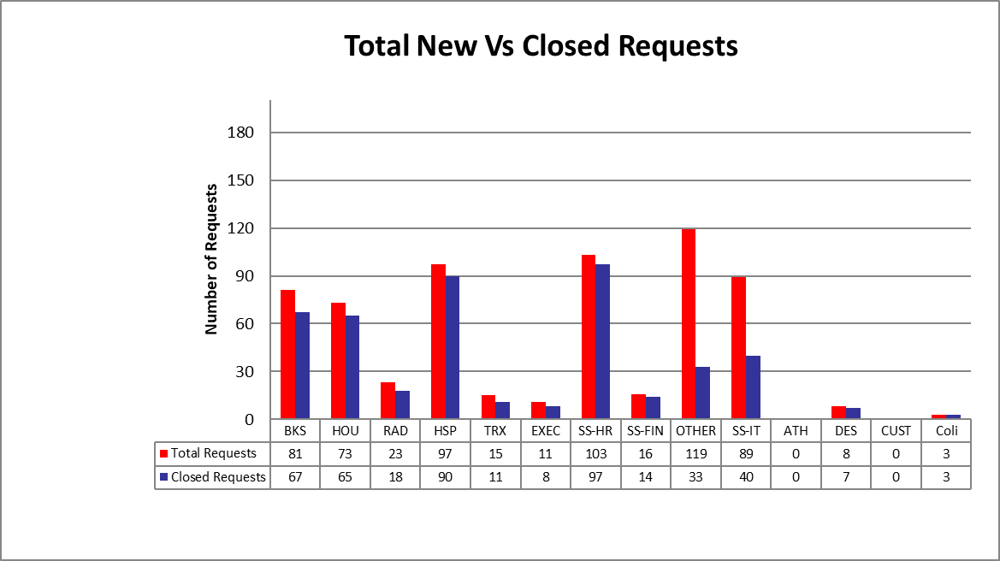 Total New Vs Closed Requests
Number of Requests
180
150
120
90
60
30
0
BKS HOU RAD HSP TRX EXEC SS-HR SS-FIN OTHER SS-IT ATH DES CUST Coli
Total Requests 81 73 23 97 15 11 103 16 119 89 0 8 0 3
Closed Requests 67 65 18 90 11 8 97 14 33 40 0 7 0 3